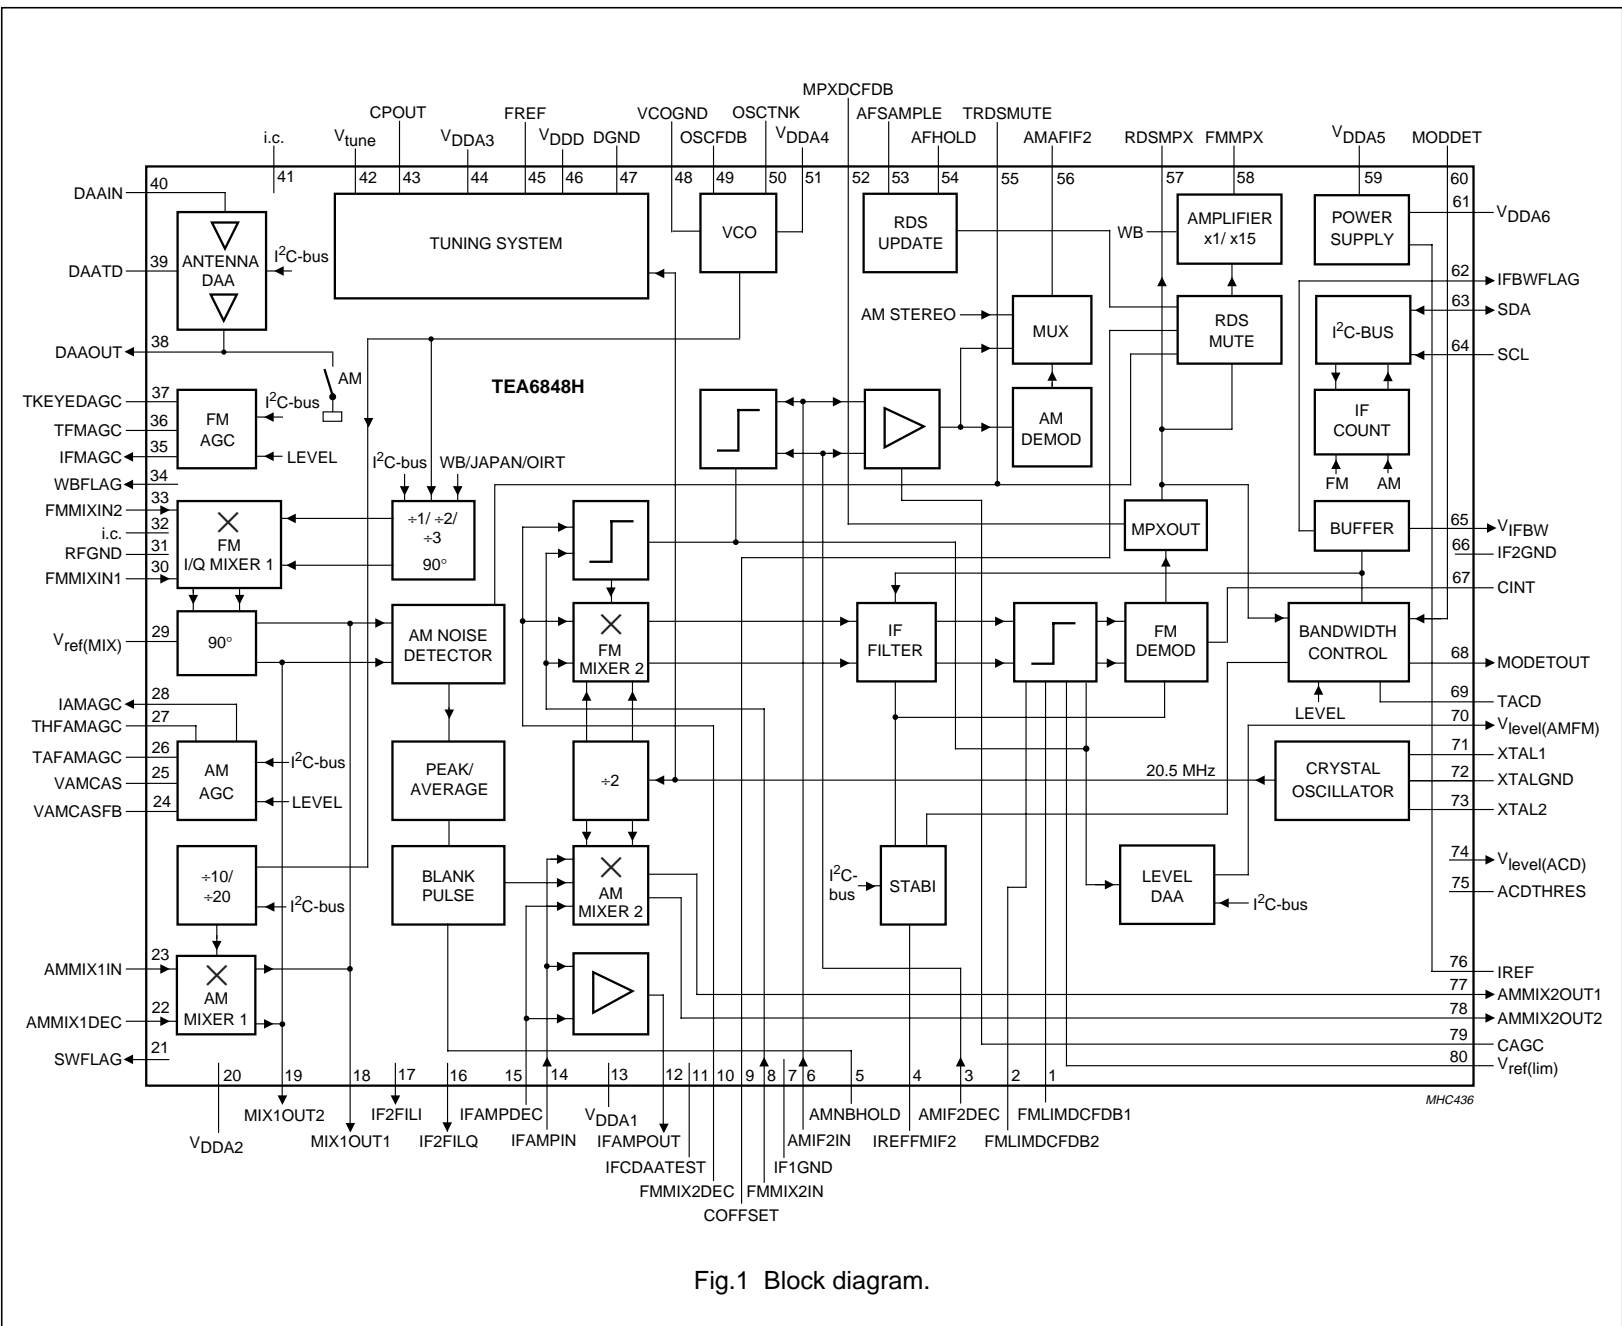 MPXDCFDB
CPOUT FREF VCOGND OSCTNK AFSAMPLE TRDSMUTE
i.c. Vtune VDDA3 VDDD DGND OSCFDB VDDA4 AFHOLD AMAFIF2 RDSMPX FMMPX VDDA5 MODDET
40 41 42 43 44 45 46 47 48 49 50 51 52 53 54 55 56 57 58 59 60
DAAIN
61 VDDA6
ANTENNA
DAA
I2C-bus
39
DAATD
TUNING SYSTEM
VCO
RDS
UPDATE
WB
AMPLIFIER
x1/ x15
POWER
SUPPLY
62 IFBWFLAG
63 SDA
64 SCL
38
DAAOUT
AM
AM STEREO
MUX
RDS
MUTE
I2C-BUS
TEA6848H
37
TKEYEDAGC
36
TFMAGC
35
IFMAGC
FM
AGC
I2C-bus
LEVEL
AM
DEMOD
IF
COUNT
FM AM
34
WBFLAG
33
FMMIXIN2
32
i.c.
31
RFGND
30
FMMIXIN1
FM
I/Q MIXER 1
I2C-bus WB/JAPAN/OIRT
÷1/ ÷2/
÷3
90°
MPXOUT
BUFFER
65 VIFBW
66 IF2GND
67 CINT
29
Vref(MIX)
90°
AM NOISE
DETECTOR
FM
MIXER 2
IF
FILTER
FM
DEMOD
BANDWIDTH
CONTROL
LEVEL
68 MODETOUT
69 TACD
70 Vlevel(AMFM)
28
IAMAGC
27
THFAMAGC
26
TAFAMAGC
25
VAMCAS
24
VAMCASFB
AM
AGC
I2C-bus
LEVEL
PEAK/
AVERAGE
÷2
20.5 MHz
CRYSTAL
OSCILLATOR
71 XTAL1
72 XTALGND
73 XTAL2
÷10/
÷20
I2C-bus
BLANK
PULSE
AM
MIXER 2
I2C-
bus
STABI
LEVEL
DAA
I2C-bus
74 Vlevel(ACD)
75 ACDTHRES
23
AMMIX1IN
22
AMMIX1DEC
21
SWFLAG
AM
MIXER 1
76 IREF
77 AMMIX2OUT1
78 AMMIX2OUT2
79 CAGC
80 Vref(lim)
20 19 18 17 16 15 14 13 12 11 10 9 8 7 6 5 4 3 2 1
MHC436
MIX1OUT2 IF2FILI IFAMPDEC VDDA1 AMNBHOLD AMIF2DEC FMLIMDCFDB1
VDDA2 MIX1OUT1 IF2FILQ IFAMPIN IFAMPOUT AMIF2IN IREFFMIF2 FMLIMDCFDB2
IFCDAATEST IF1GND
FMMIX2DEC FMMIX2IN
COFFSET
Fig.1 Block diagram.